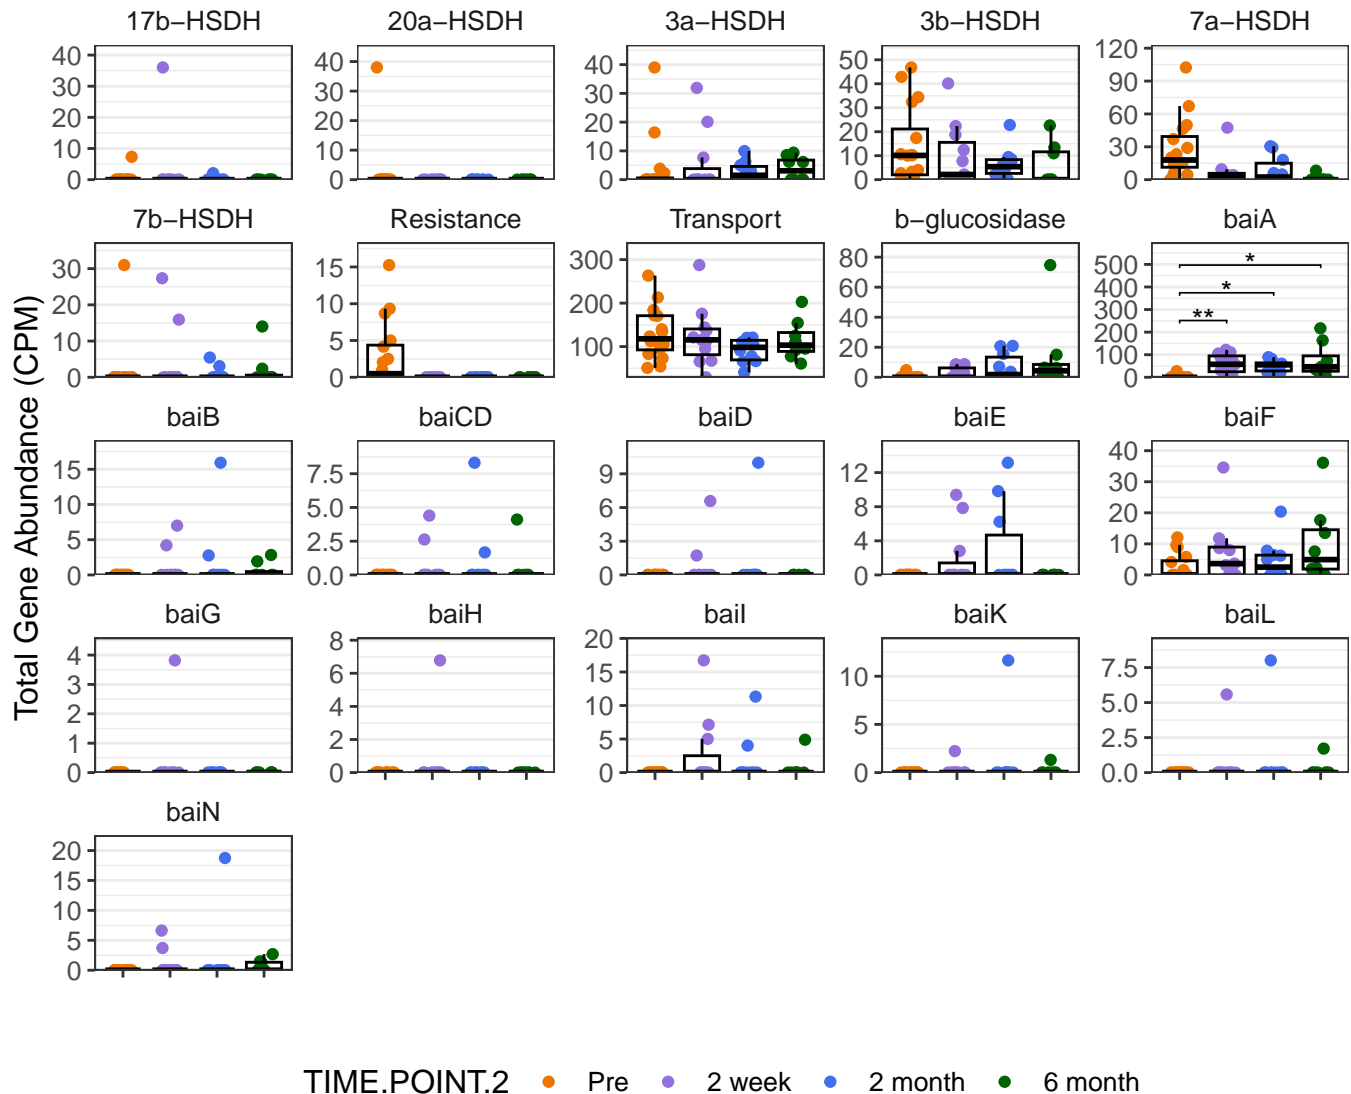 17b−HSDH 20a−HSDH 3a−HSDH 3b−HSDH 7a−HSDH
40 40 40 50 120
30 30 30 40 90
20 20 20 30 60
10 10 10 20 30
0 0 0 10 0
0
7b−HSDH Resistance Transport b−glucosidase baiA
30 15 300 80 500
20 10 200 60 400
10 5 100 40 300
0 0 20 200
0 100
0
* * **
Total Gene Abundance (CPM)
baiB baiCD baiD baiE baiF
15 7.5 9 12 40
10 5.0 6 8 30
5 2.5 3 4 20
0 0.0 0 0 10
0
baiG baiH baiI baiK baiL
4 8 20 10 7.5
3 6 15 5 5.0
2 4 10 0 2.5
1 2 5 0.0
0 0 0
baiN
20
15
10
5
0
TIME.POINT.2 Pre 2 week 2 month 6 month